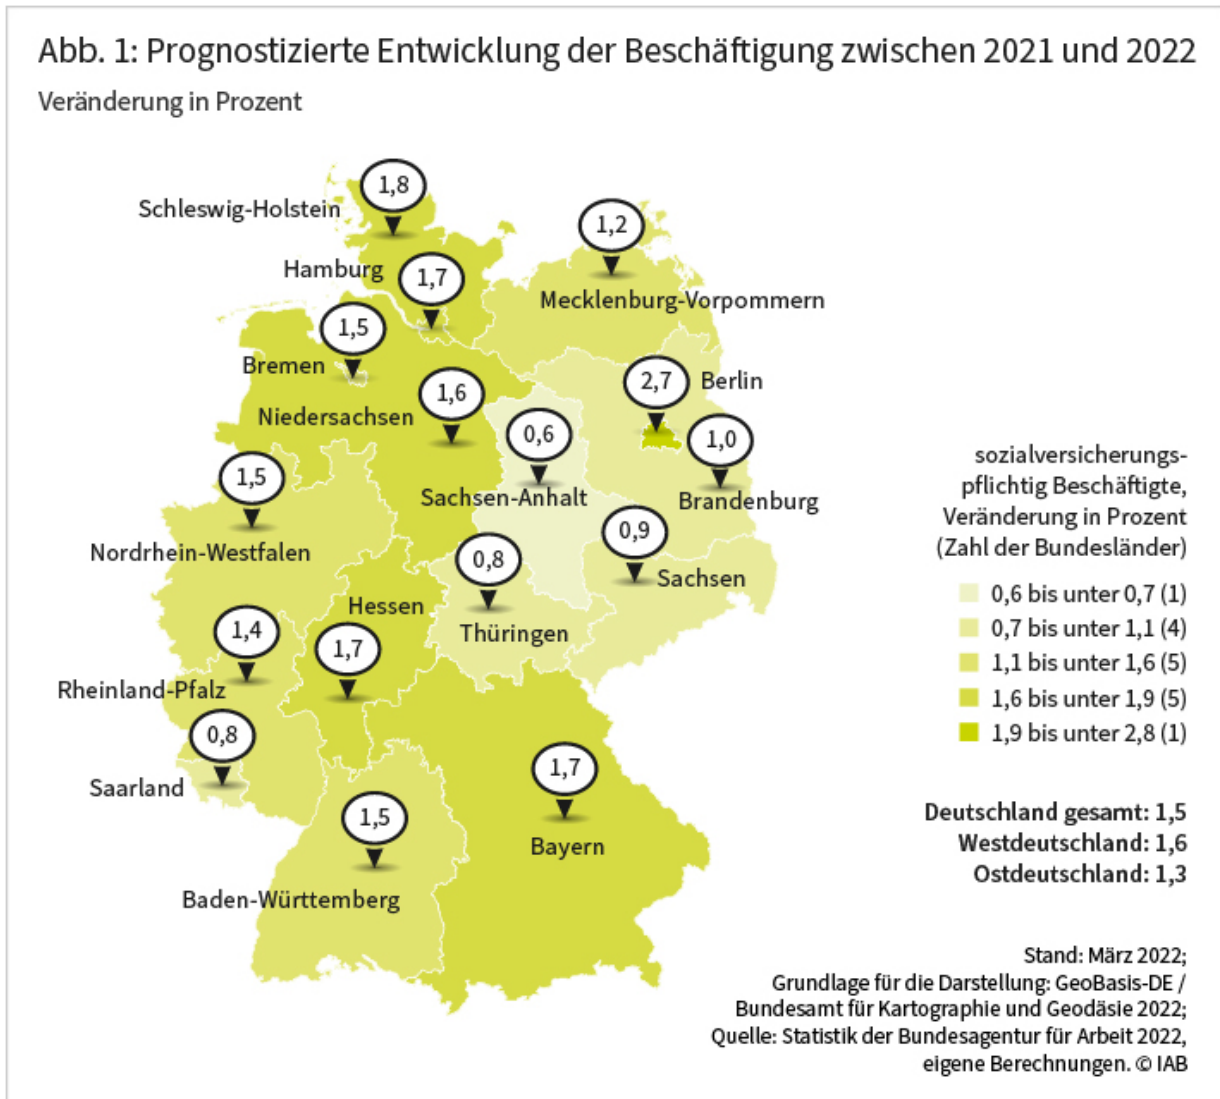 Abb. 1: Prognostizierte Entwicklung der Beschäftigung zwischen 2021 und 2022
Veränderung in Prozent
1,8
Schleswig-Holstein
1,2
Hamburg
1,7
Mecklenburg-Vorpommern
1,5
Bremen
2,7
Berlin
1,6
Niedersachsen
0,6
1,0
1,5
Sachsen-Anhalt
Brandenburg
0,9
Nordrhein-Westfalen
0,8
Sachsen
Hessen
1,4
Thüringen
1,7
Rheinland-Pfalz
0,8
Saarland
1,7
1,5
Bayern
Baden-Württemberg
sozialversicherungs-
pflichtig Beschäftigte,
Veränderung in Prozent
(Zahl der Bundesländer)
0,6 bis unter 0,7 (1)
0,7 bis unter 1,1 (4)
1,1 bis unter 1,6 (5)
1,6 bis unter 1,9 (5)
1,9 bis unter 2,8 (1)
Deutschland gesamt: 1,5
Westdeutschland: 1,6
Ostdeutschland: 1,3
Stand: März 2022;
Grundlage für die Darstellung: GeoBasis-DE /
Bundesamt für Kartographie und Geodäsie 2022;
Quelle: Statistik der Bundesagentur für Arbeit 2022,
eigene Berechnungen. © IAB